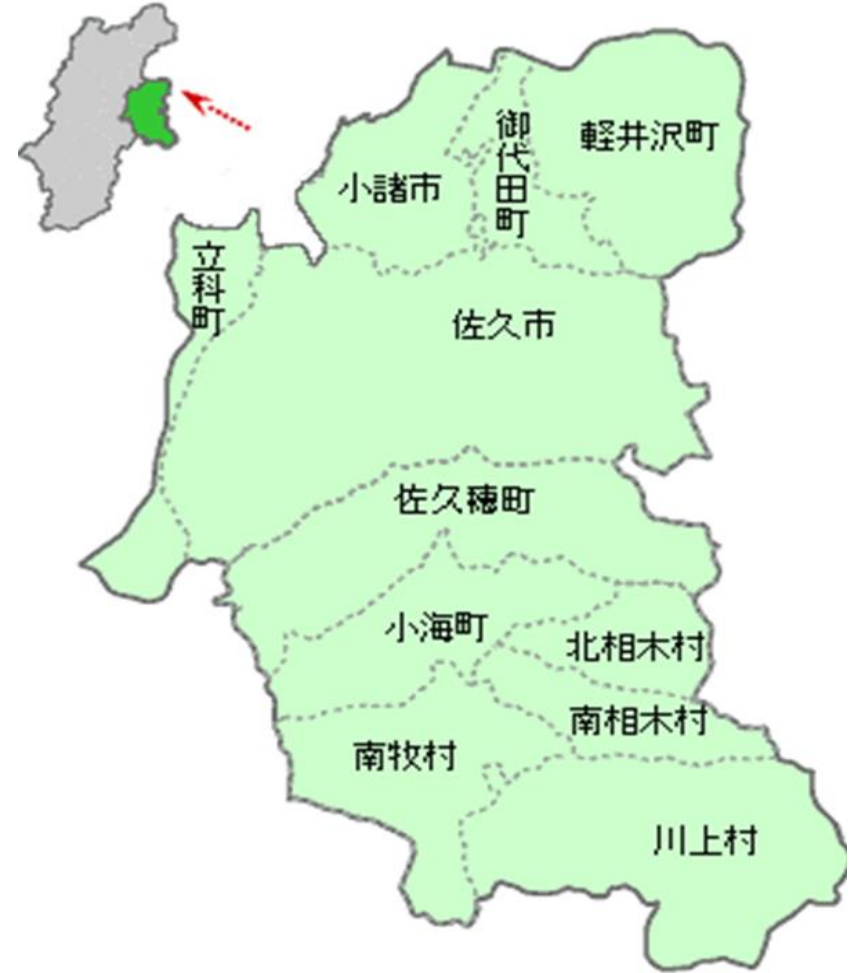 軽井沢町
御代田町
小諸市
立科町
佐久市
佐久穂町
小海町
北相木村
南相木村
南牧村
川上村